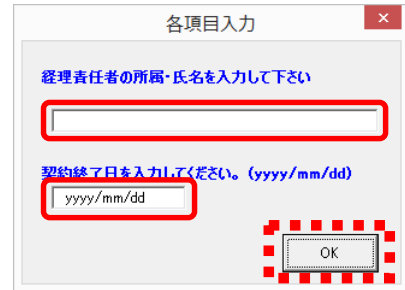 各項目入力
経理責任者の所属・氏名を入力して下さい
契約終了日を入力してください。(yyyy/mm/dd)
yyyy/mm/dd
OK